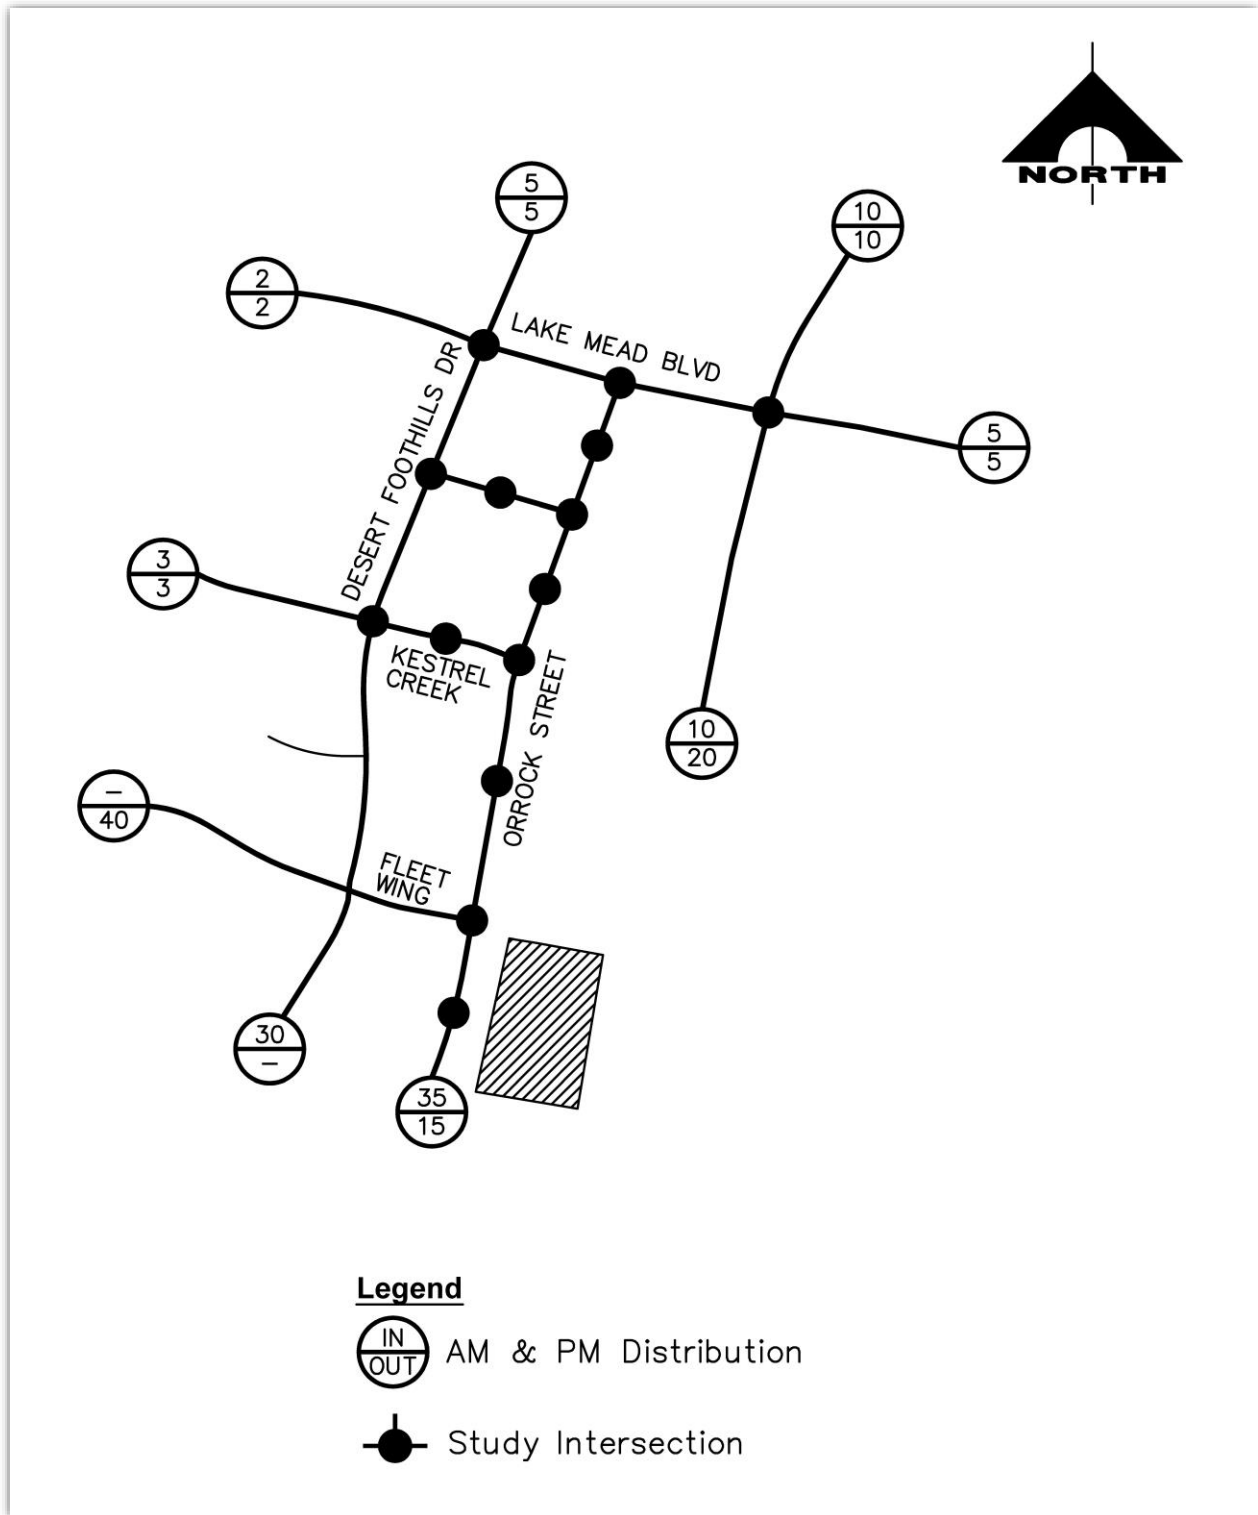 NORTH
5
5
10
10
2
2
LAKE MEAD BLVD
DESERT FOOTHILLS DR
5
5
3
3
KESTREL
CREEK
ORROCK STREET
10
20
–
40
FLEET
WING
30
–
35
15
Legend
IN
OUT
AM & PM Distribution
Study Intersection